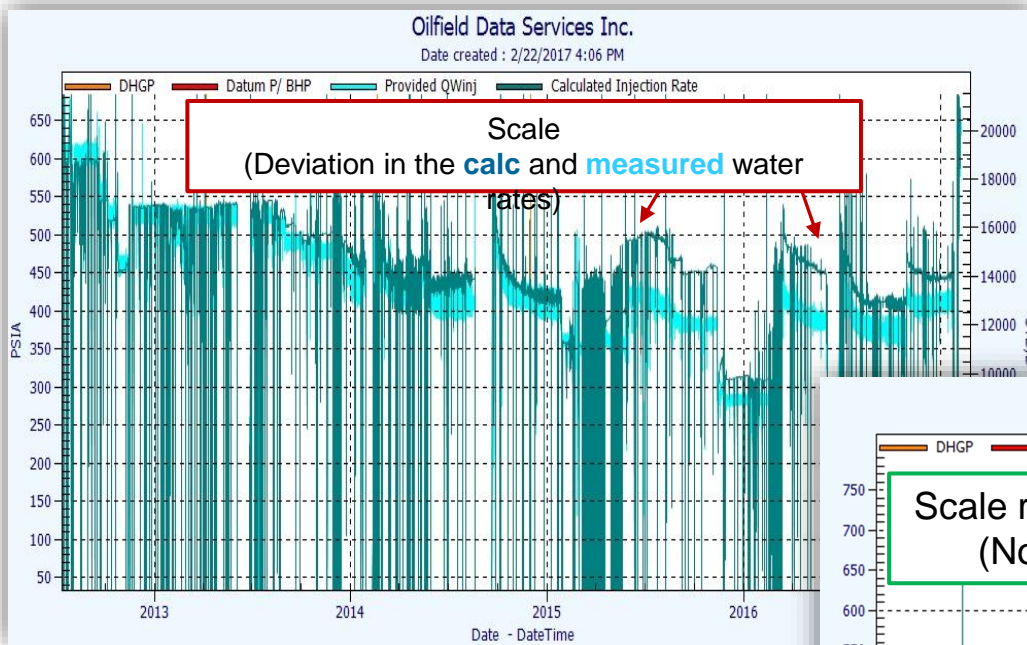 Oilfield Data Services Inc.
Date created : 2/22/2017 4:06 PM
DHGP Datum P/ BHP Provided QWinj Calculated Injection Rate
Scale
(Deviation in the calc and measured water
rates)
650
600
550
500
450
400
350
300
250
200
150
100
50
PSIA
20000
18000
16000
14000
12000
10000
2013 2014 2015 2016
Date - DateTime
DHGP
Scale
(No
750
700
650
600